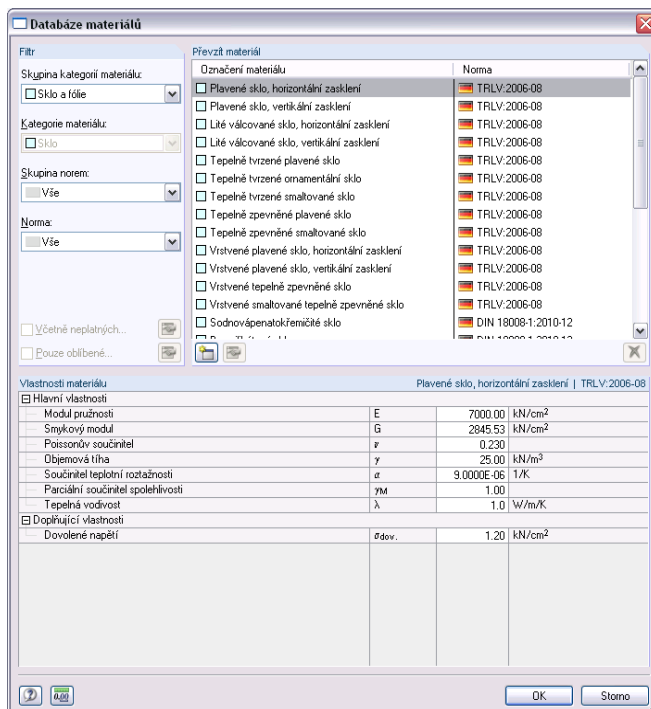 Databáze materiálů
Filtr
Skupina kategorií materiálu:
Sklo a fólie
Kategorie materiálu:
Sklo
Skupina norem:
Vše
Norma:
Vše
Včetně neplatných...
Pouze oblíbené...
Převzít materiál
Označení materiálu Norma
Plavené sklo, horizontální zasklení TRLV:2006-08
Plavené sklo, vertikální zasklení TRLV:2006-08
Lité válcované sklo, horizontální zasklení TRLV:2006-08
Lité válcované sklo, vertikální zasklení TRLV:2006-08
Tepelně tvrzené plavené sklo TRLV:2006-08
Tepelně tvrzené ornamentální sklo TRLV:2006-08
Tepelně tvrzené smaltované sklo TRLV:2006-08
Tepelně zpevněné plavené sklo TRLV:2006-08
Tepelně zpevněné smaltované sklo TRLV:2006-08
Vrstvené plavené sklo, horizontální zasklení TRLV:2006-08
Vrstvené plavené sklo, vertikální zasklení TRLV:2006-08
Vrstvené tepelně zpevněné sklo TRLV:2006-08
Vrstvené smaltované tepelně zpevněné sklo TRLV:2006-08
Sodnovápenatokřemičité sklo DIN 18008-1:2010-12
Vlastnosti materiálu Plavené sklo, horizontální zasklení | TRLV:2006-08
Hlavní vlastnosti
Modul pružnosti E 7000.00 kN/cm²
Smykový modul G 2845.53 kN/cm²
Poissonův součinitel ν 0.230
Objemová tíha γ 25.00 kN/m³
Součinitel teplotní roztažnosti α 9.0000E-06 1/K
Parciální součinitel spolehlivosti γM 1.00
Tepelná vodivost λ 1.0 W/m/K
Doplňující vlastnosti
Dovolené napětí σdov. 1.20 kN/cm²
0.00
OK Storno